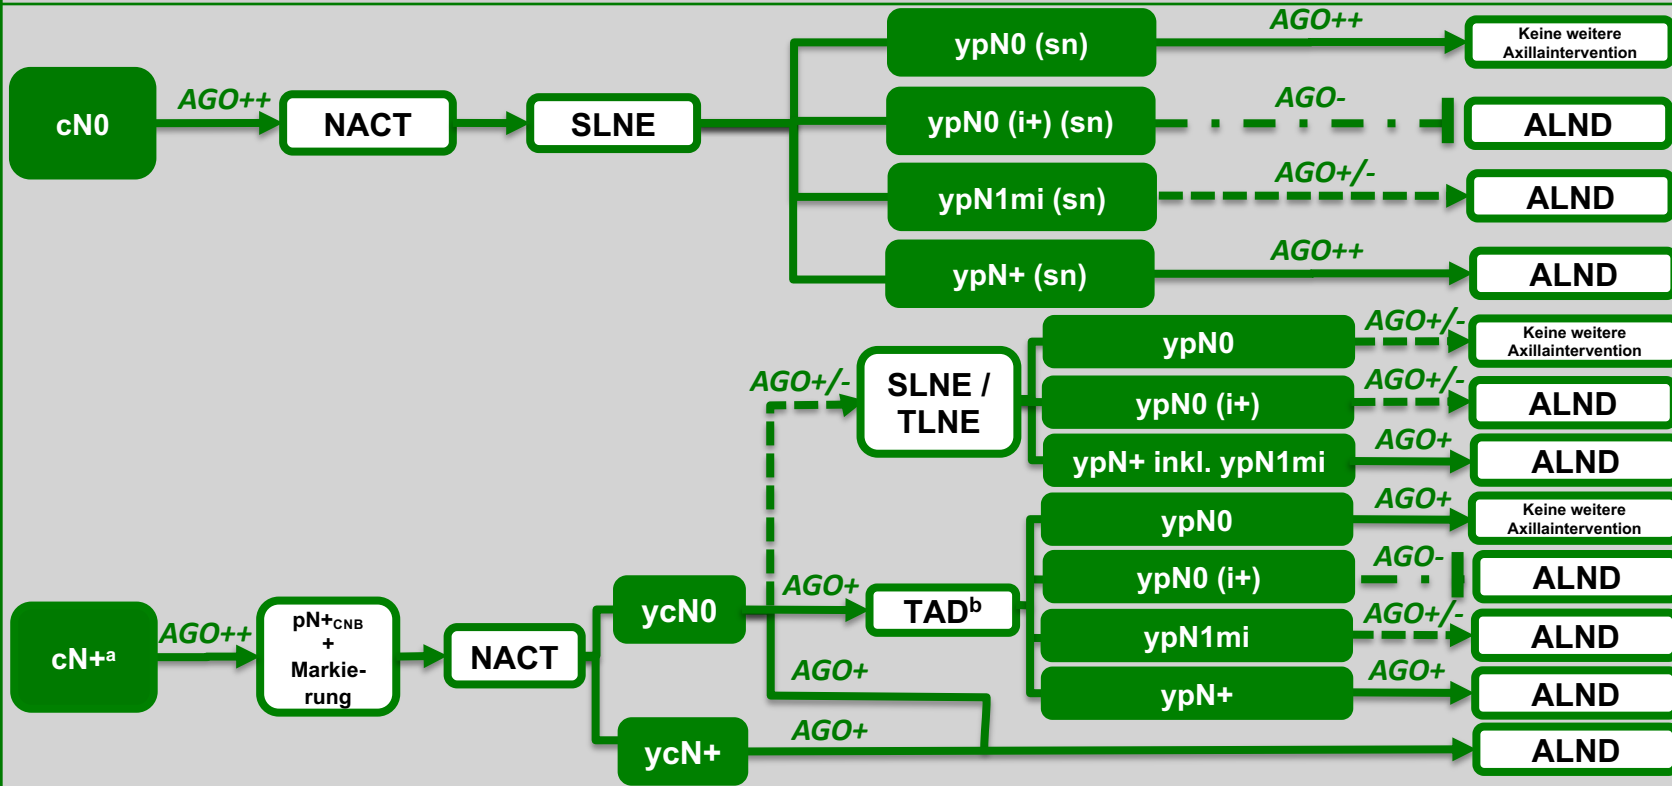 AGO++
ypN0 (sn)
Keine weitere
Axillaintervention
cN0
AGO++
NACT
SLNE
AGO-
ypN0 (i+) (sn)
ALND
AGO+/-
ypN1mi (sn)
ALND
AGO++
ypN+ (sn)
ALND
AGO+/-
SLNE /
TLNE
AGO+/-
ypN0
Keine weitere
Axillaintervention
AGO+/-
ypN0 (i+)
ALND
AGO+
ypN+ inkl. ypN1mi
ALND
cN+a
AGO++
pN+CNB
+
Markie-
rung
NACT
ycN0
AGO+
TADb
AGO+
ypN0
Keine weitere
Axillaintervention
AGO-
ypN0 (i+)
ALND
AGO+/-
ypN1mi
ALND
AGO+
ypN+
ALND
AGO+
ycN+
AGO+
ALND